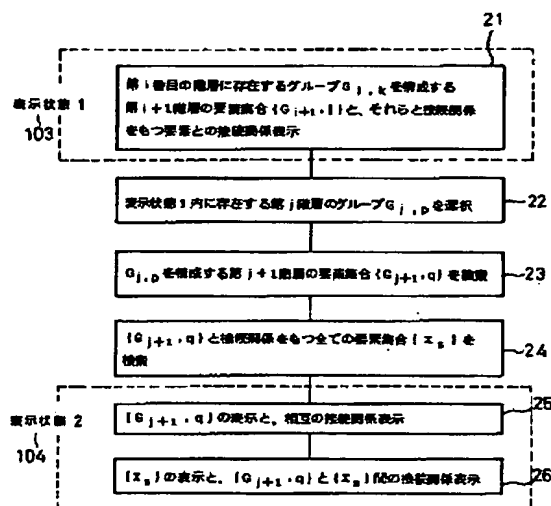 21
第i番目の階層に存在するグループG i,kを構成する
第i+1階層の要素集合{G i+1,l}と、それらと接続関係
をもつ要素との接続関係表示
表示状態1
103
表示状態1内に存在する第j階層のグループG j,pを選択
22
G j,pを構成する第j+1階層の要素集合{G j+1,q}を検索
23
{G j+1,q}と接続関係をもつ全ての要素集合{I s}を
検索
24
表示状態2
104
{G j+1,q}の表示と、相互の接続関係表示
25
{I s}の表示と、{G j+1,q}と{I s}間の接続関係表示
26